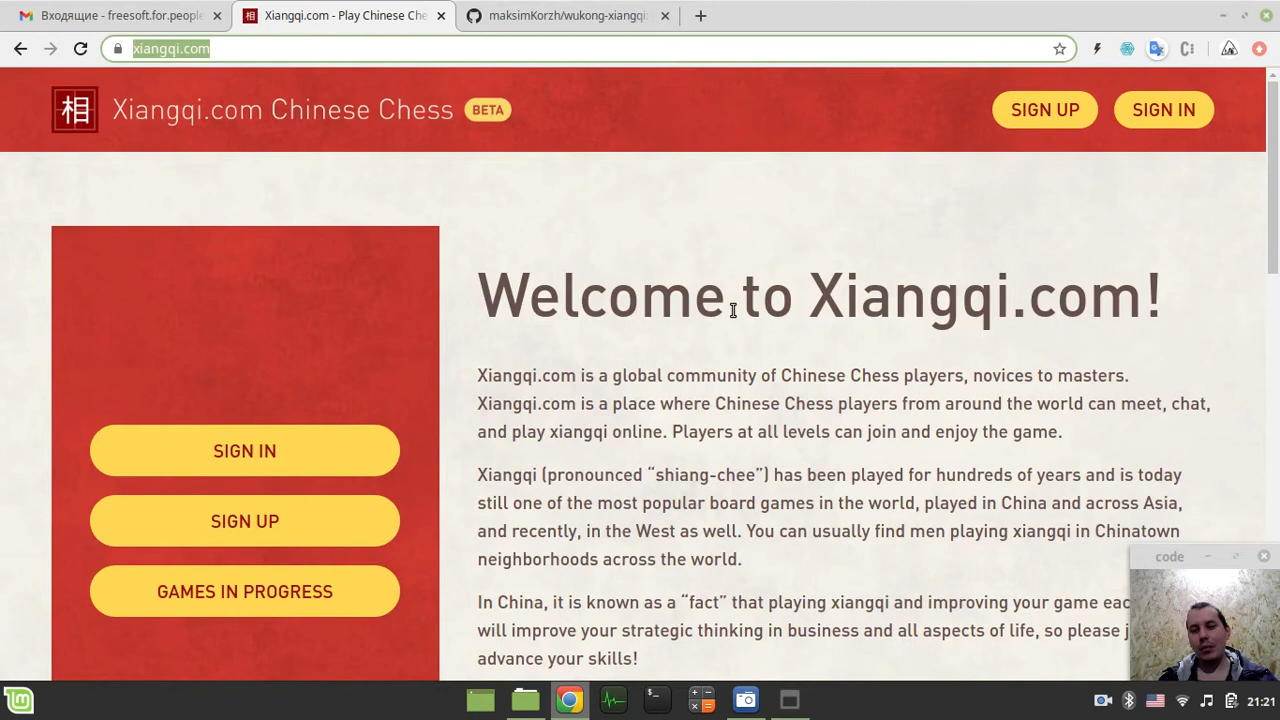 Входящие - freesoft.for.people
Xiangqi.com - Play Chinese Che
maksimKorzh/wukong-xiangqi:
xiangqi.com
相 Xiangqi.com Chinese Chess BETA
SIGN UP SIGN IN
SIGN IN
SIGN UP
GAMES IN PROGRESS
Welcome to Xiangqi.com!
Xiangqi.com is a global community of Chinese Chess players, novices to masters.
Xiangqi.com is a place where Chinese Chess players from around the world can meet, chat,
and play xiangqi online. Players at all levels can join and enjoy the game.
Xiangqi (pronounced “shiang-chee”) has been played for hundreds of years and is today
still one of the most popular board games in the world, played in China and across Asia,
and recently, in the West as well. You can usually find men playing xiangqi in Chinatown
neighborhoods across the world.
In China, it is known as a “fact” that playing xiangqi and improving your game eac
will improve your strategic thinking in business and all aspects of life, so please j
advance your skills!
code
21:21